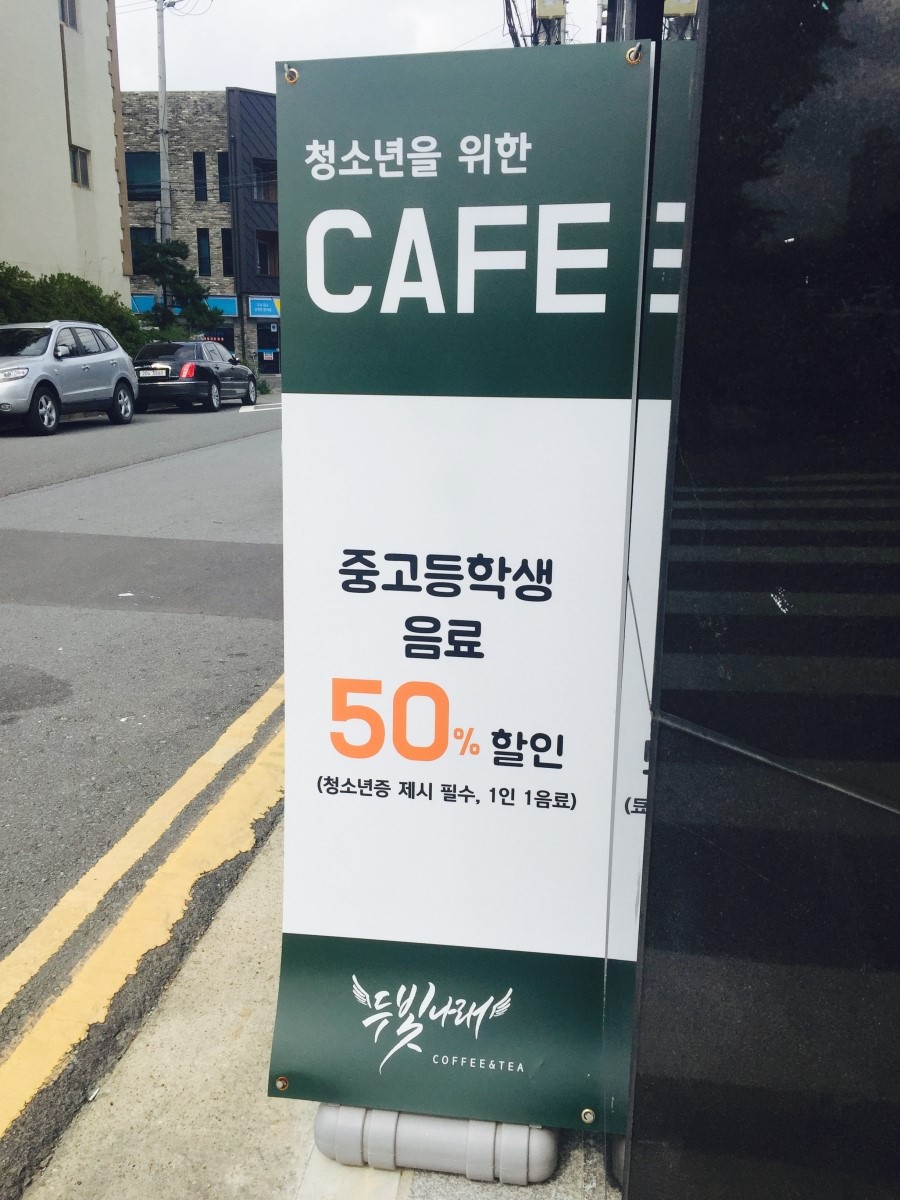 청소년을 위한
CAFE
중고등학생
음료
50% 할인
(청소년증 제시 필수, 1인 1음료)
두빛나래
COFFEE&TEA